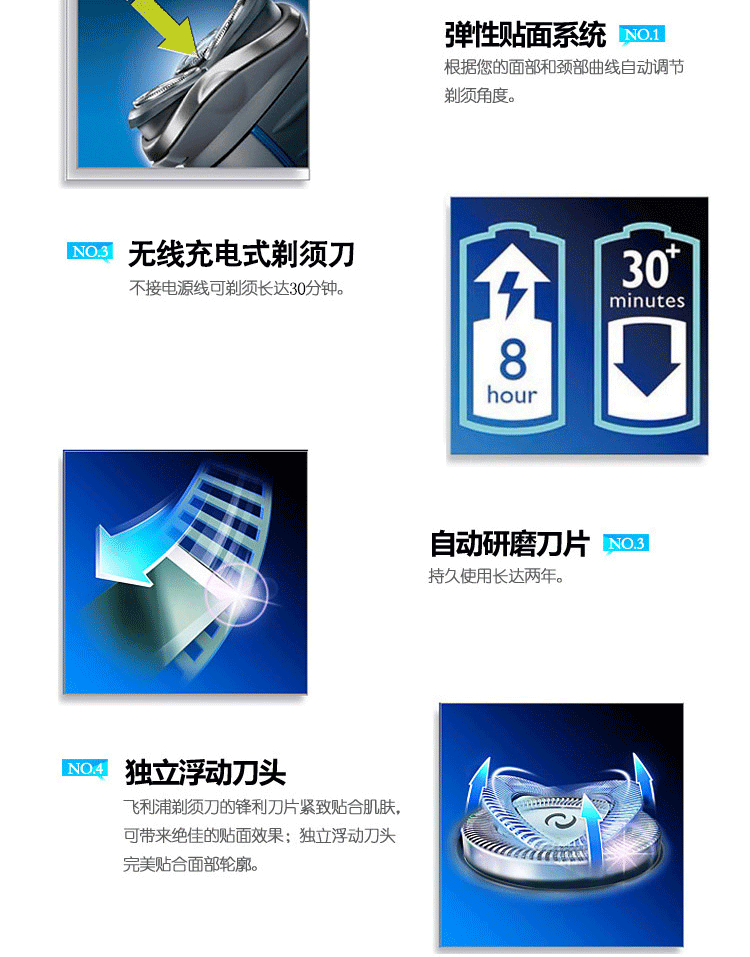 弹性贴面系统 NO.1
根据您的面部和颈部曲线自动调节
剃须角度。
NO.3 无线充电式剃须刀
不接电源线可剃须长达30分钟。
30+
minutes
8
hour
自动研磨刀片 NO.3
持久使用长达两年。
NO.4 独立浮动刀头
飞利浦剃须刀的锋利刀片紧致贴合肌肤，
可带来绝佳的贴面效果；独立浮动刀头
完美贴合面部轮廓。